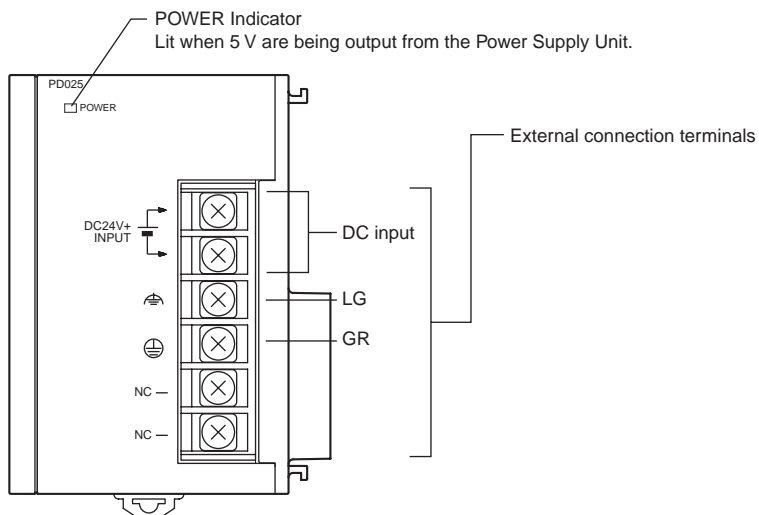 POWER Indicator
Lit when 5 V are being output from the Power Supply Unit.
PD025
POWER
External connection terminals
DC24V+
INPUT
DC input
LG
GR
NC
NC